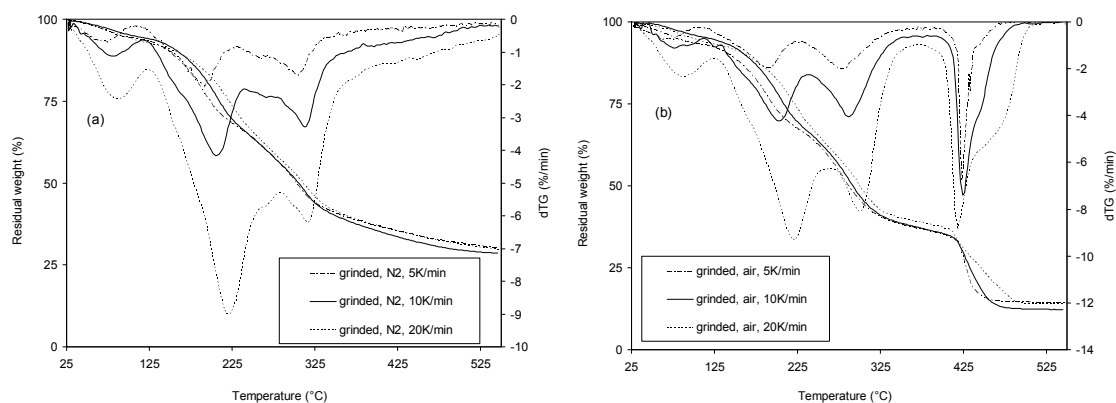 100
75
50
25
0
Residual weight (%)
(a)
0
-1
-2
-3
-4
-5
-6
-7
-8
-9
-10
dTG (%/min)
grinded, N2, 5K/min
grinded, N2, 10K/min
grinded, N2, 20K/min
25 125 225 325 425 525
Temperature (°C)
100
75
50
25
0
Residual weight (%)
(b)
0
-2
-4
-6
-8
-10
-12
-14
dTG (%/min)
grinded, air, 5K/min
grinded, air, 10K/min
grinded, air, 20K/min
25 125 225 325 425 525
Temperature (°C)